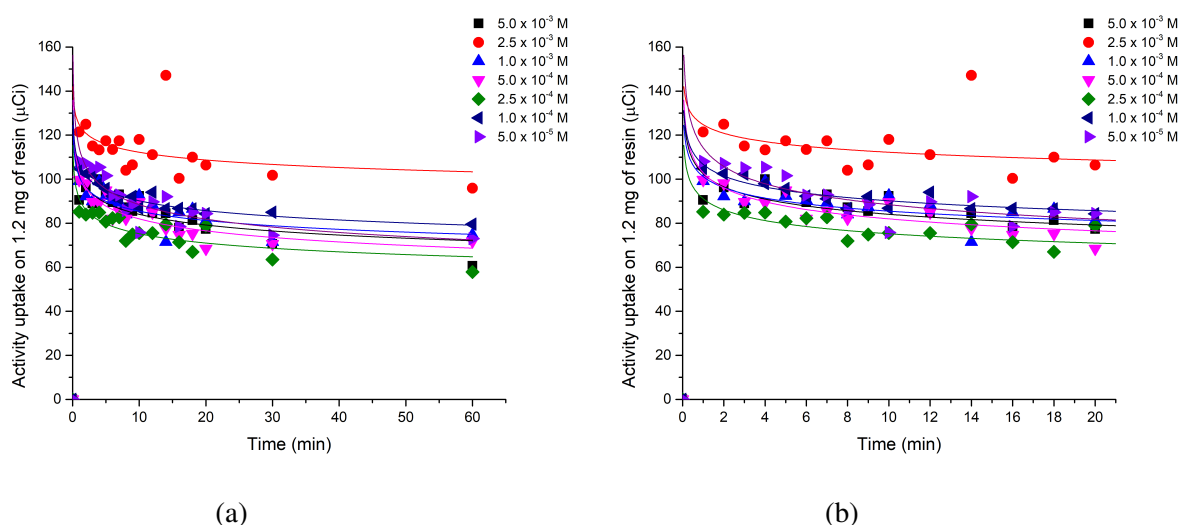 5.0 x 10⁻³ M
2.5 x 10⁻³ M
1.0 x 10⁻³ M
5.0 x 10⁻⁴ M
2.5 x 10⁻⁴ M
1.0 x 10⁻⁴ M
5.0 x 10⁻⁵ M
160
140
120
100
80
60
40
20
0
Activity uptake on 1.2 mg of resin (μCi)
0 10 20 30 40 50 60
Time (min)
(a)
5.0 x 10⁻³ M
2.5 x 10⁻³ M
1.0 x 10⁻³ M
5.0 x 10⁻⁴ M
2.5 x 10⁻⁴ M
1.0 x 10⁻⁴ M
5.0 x 10⁻⁵ M
160
140
120
100
80
60
40
20
0
Activity uptake on 1.2 mg of resin (μCi)
0 2 4 6 8 10 12 14 16 18 20
Time (min)
(b)